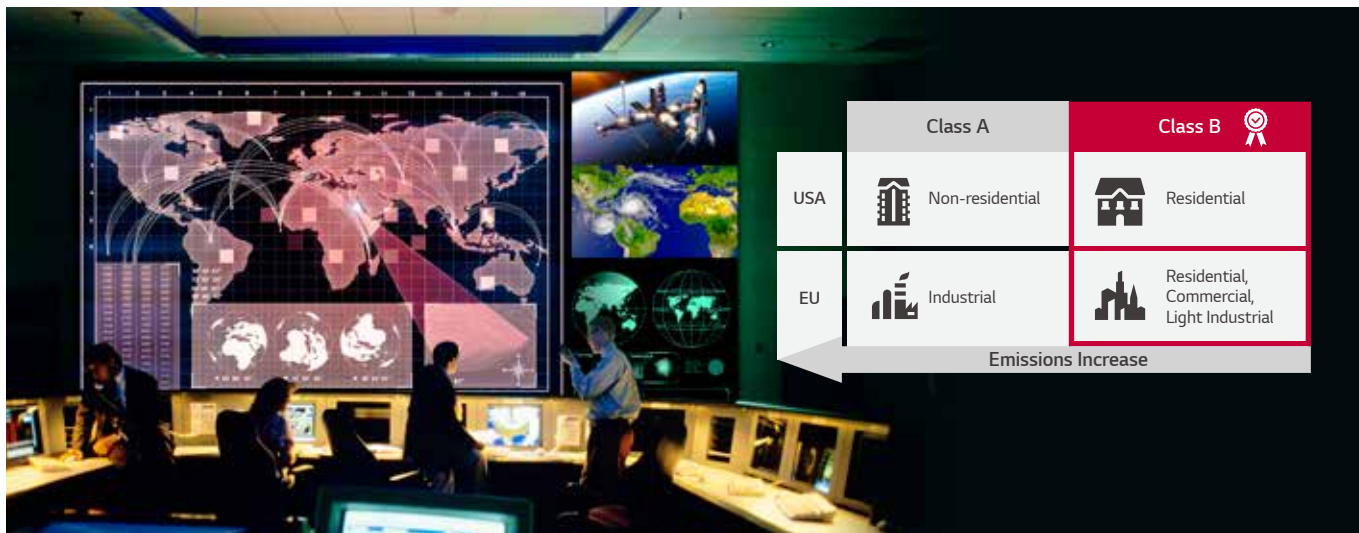 Class A
Class B
USA
Non-residential
Residential
EU
Industrial
Residential,
Commercial,
Light Industrial
Emissions Increase